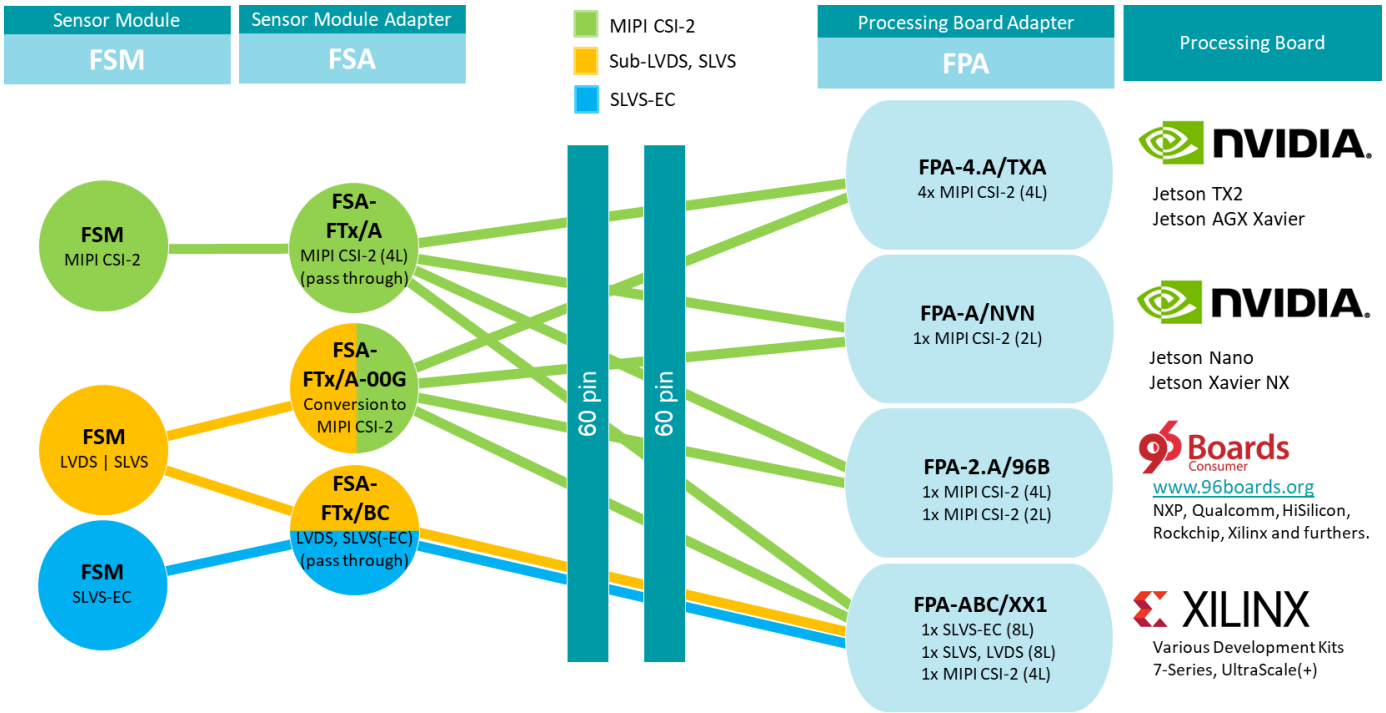 Sensor Module
FSM
Sensor Module Adapter
FSA
MIPI CSI-2
Sub-LVDS, SLVS
SLVS-EC
Processing Board Adapter
FPA
Processing Board
FSM
MIPI CSI-2
FSM
LVDS | SLVS
FSM
SLVS-EC
FSA-
FTx/A
MIPI CSI-2 (4L)
(pass through)
FSA-
FTx/A-00G
Conversion to
MIPI CSI-2
FSA-
FTx/BC
LVDS, SLVS(-EC)
(pass through)
60 pin
60 pin
FPA-4.A/TXA
4x MIPI CSI-2 (4L)
FPA-A/NVN
1x MIPI CSI-2 (2L)
FPA-2.A/96B
1x MIPI CSI-2 (4L)
1x MIPI CSI-2 (2L)
FPA-ABC/XX1
1x SLVS-EC (8L)
1x SLVS, LVDS (8L)
1x MIPI CSI-2 (4L)
NVIDIA.
Jetson TX2
Jetson AGX Xavier
NVIDIA.
Jetson Nano
Jetson Xavier NX
96 Boards
Consumer
www.96boards.org
NXP, Qualcomm, HiSilicon,
Rockchip, Xilinx and furthers.
XILINX
Various Development Kits
7-Series, UltraScale(+)